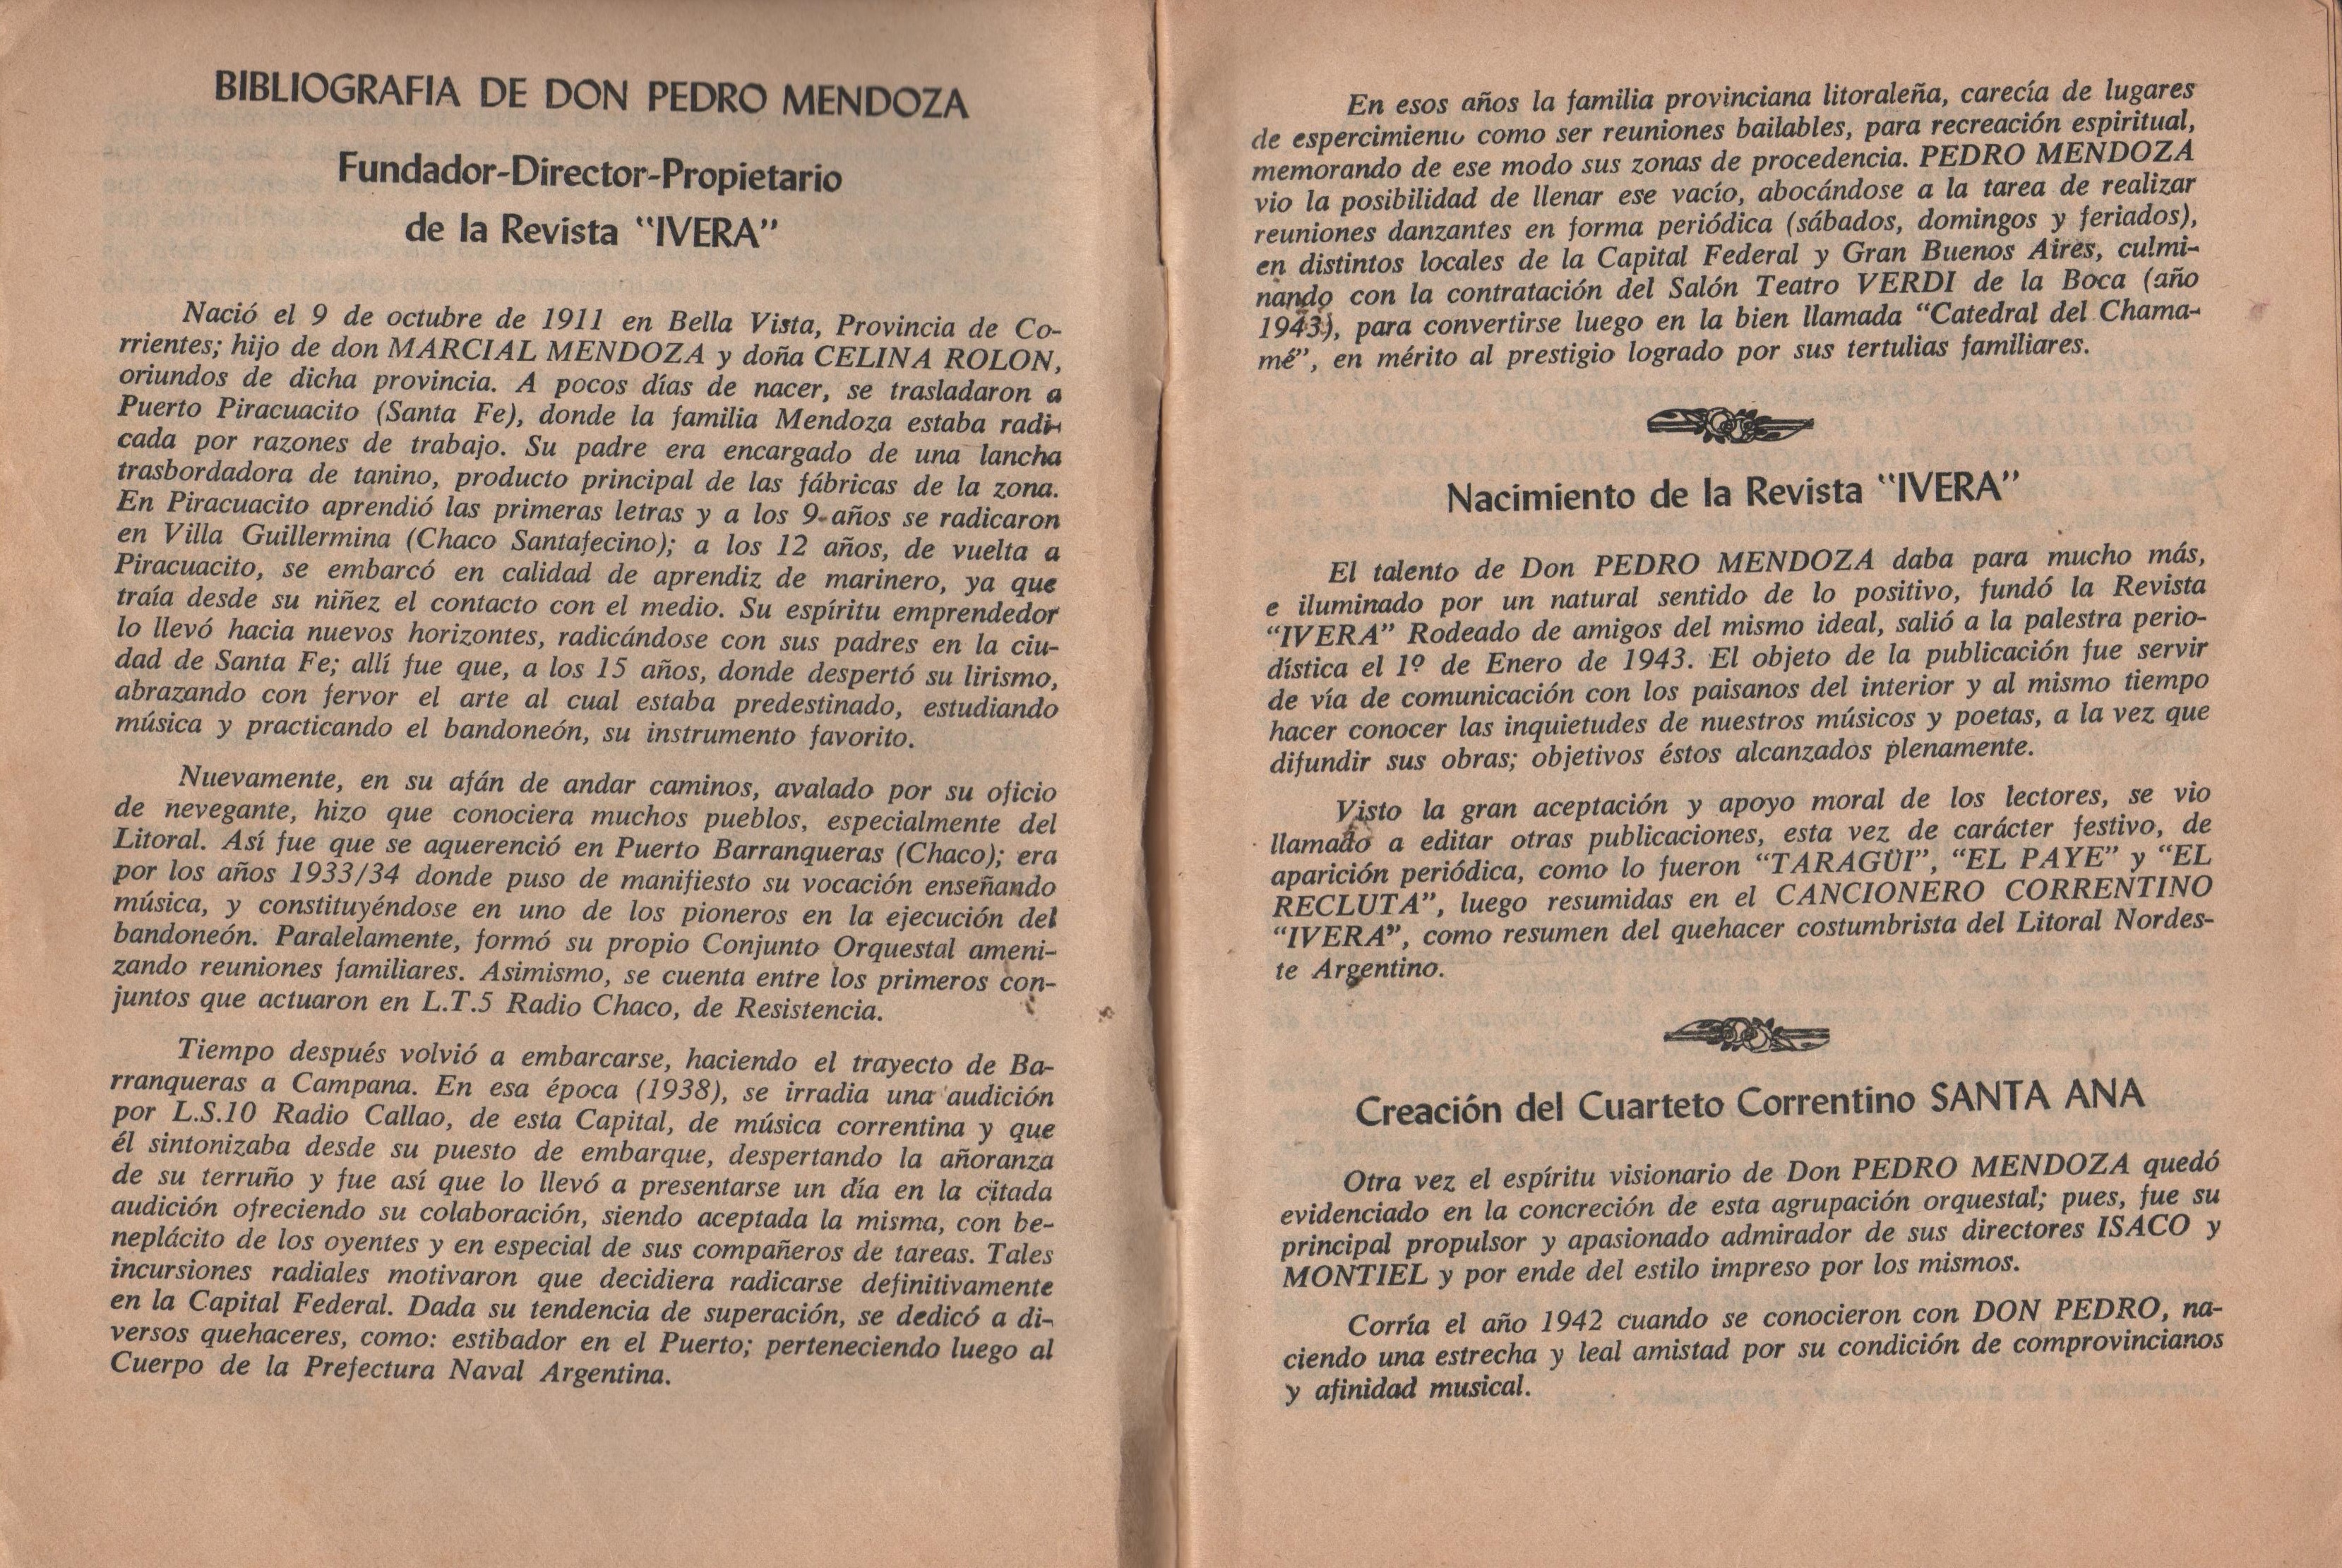 BIBLIOGRAFIA DE DON PEDRO MENDOZA
Fundador-Director-Propietario
de la Revista "IVERA"
Nació el 9 de octubre de 1911 en Bella Vista, Provincia de Co-
rrientes; hijo de don MARCIAL MENDOZA y doña CELINA ROLON,
oriundos de dicha provincia. A pocos días de nacer, se trasladaron a
Puerto Piracuacito (Santa Fe), donde la familia Mendoza estaba radi-
cada por razones de trabajo. Su padre era encargado de una lancha
trasbordadora de tanino, producto principal de las fábricas de la zona.
En Piracuacito aprendió las primeras letras y a los 9 años se radicaron
en Villa Guillermina (Chaco Santafecino); a los 12 años, de vuelta a
Piracuacito, se embarcó en calidad de aprendiz de marinero, ya que
traía desde su niñez el contacto con el medio. Su espíritu emprendedor
lo llevó hacia nuevos horizontes, radicándose con sus padres en la ciu-
dad de Santa Fe; allí fue que, a los 15 años, donde despertó su lirismo,
abrazando con fervor el arte al cual estaba predestinado, estudiando
música y practicando el bandoneón, su instrumento favorito.
Nuevamente, en su afán de andar caminos, avalado por su oficio
de nevegante, hizo que conociera muchos pueblos, especialmente del
Litoral. Así fue que se aquerenció en Puerto Barranqueras (Chaco); era
por los años 1933/34 donde puso de manifiesto su vocación enseñando
música, y constituyéndose en uno de los pioneros en la ejecución del
bandoneón. Paralelamente, formó su propio Conjunto Orquestal ameni-
zando reuniones familiares. Asimismo, se cuenta entre los primeros con-
juntos que actuaron en L.T.5 Radio Chaco, de Resistencia.
Tiempo después volvió a embarcarse, haciendo el trayecto de Ba-
rranqueras a Campana. En esa época (1938), se irradia una audición
por L.S.10 Radio Callao, de esta Capital, de música correntina y que
él sintonizaba desde su puesto de embarque, despertando la añoranza
de su terruño y fue así que lo llevó a presentarse un día en la citada
audición ofreciendo su colaboración, siendo aceptada la misma, con be-
neplácito de los oyentes y en especial de sus compañeros de tareas. Tales
incursiones radiales motivaron que decidiera radicarse definitivamente
en la Capital Federal. Dada su tendencia de superación, se dedicó a di-
versos quehaceres, como: estibador en el Puerto; perteneciendo luego al
Cuerpo de la Prefectura Naval Argentina.
En esos años la familia provinciana litoraleña, carecía de lugares
de espercimiento como ser reuniones bailables, para recreación espiritual,
memorando de ese modo sus zonas de procedencia. PEDRO MENDOZA
vio la posibilidad de llenar ese vacío, abocándose a la tarea de realizar
reuniones danzantes en forma periódica (sábados, domingos y feriados),
en distintos locales de la Capital Federal y Gran Buenos Aires, culmi-
nando con la contratación del Salón Teatro VERDI de la Boca (año
1943), para convertirse luego en la bien llamada "Catedral del Chama-
mé", en mérito al prestigio logrado por sus tertulias familiares.
Nacimiento de la Revista "IVERA"
El talento de Don PEDRO MENDOZA daba para mucho más,
e iluminado por un natural sentido de lo positivo, fundó la Revista
"IVERA" Rodeado de amigos del mismo ideal, salió a la palestra perio-
dística el 1º de Enero de 1943. El objeto de la publicación fue servir
de vía de comunicación con los paisanos del interior y al mismo tiempo
hacer conocer las inquietudes de nuestros músicos y poetas, a la vez que
difundir sus obras; objetivos éstos alcanzados plenamente.
Visto la gran aceptación y apoyo moral de los lectores, se vio
llamado a editar otras publicaciones, esta vez de carácter festivo, de
aparición periódica, como lo fueron "TARAGÜI", "EL PAYE" y "EL
RECLUTA", luego resumidas en el CANCIONERO CORRENTINO
"IVERA", como resumen del quehacer costumbrista del Litoral Nordes-
te Argentino.
Creación del Cuarteto Correntino SANTA ANA
Otra vez el espíritu visionario de Don PEDRO MENDOZA quedó
evidenciado en la concreción de esta agrupación orquestal; pues, fue su
principal propulsor y apasionado admirador de sus directores ISACO y
MONTIEL y por ende del estilo impreso por los mismos.
Corría el año 1942 cuando se conocieron con DON PEDRO, na-
ciendo una estrecha y leal amistad por su condición de comprovincianos
y afinidad musical.